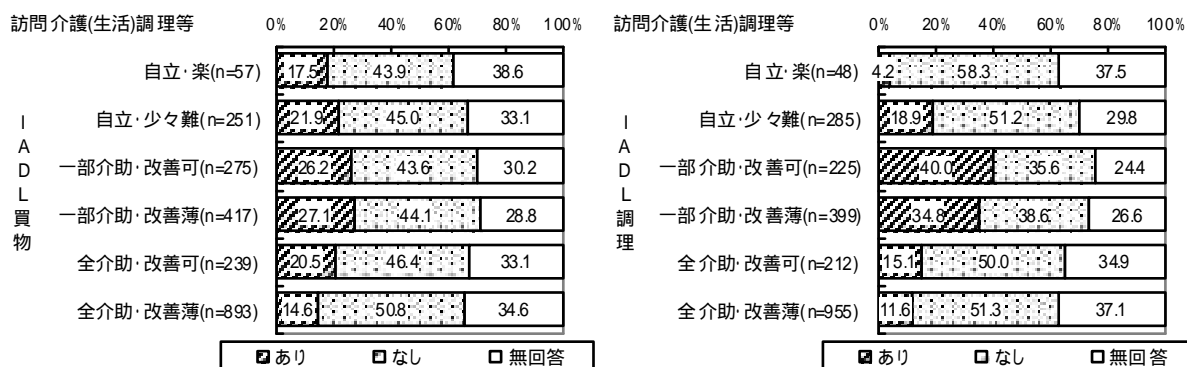 訪問介護(生活)調理等
0% 20% 40% 60% 80% 100%
IADL買物
自立・楽(n=57) 17.5 43.9 38.6
自立・少々難(n=251) 21.9 45.0 33.1
一部介助・改善可(n=275) 26.2 43.6 30.2
一部介助・改善薄(n=417) 27.1 44.1 28.8
全介助・改善可(n=239) 20.5 46.4 33.1
全介助・改善薄(n=893) 14.6 50.8 34.6
あり なし 無回答
訪問介護(生活)調理等
0% 20% 40% 60% 80% 100%
IADL調理
自立・楽(n=48) 4.2 58.3 37.5
自立・少々難(n=285) 18.9 51.2 29.8
一部介助・改善可(n=225) 40.0 35.6 24.4
一部介助・改善薄(n=399) 34.8 38.6 26.6
全介助・改善可(n=212) 15.1 50.0 34.9
全介助・改善薄(n=955) 11.6 51.3 37.1
あり なし 無回答